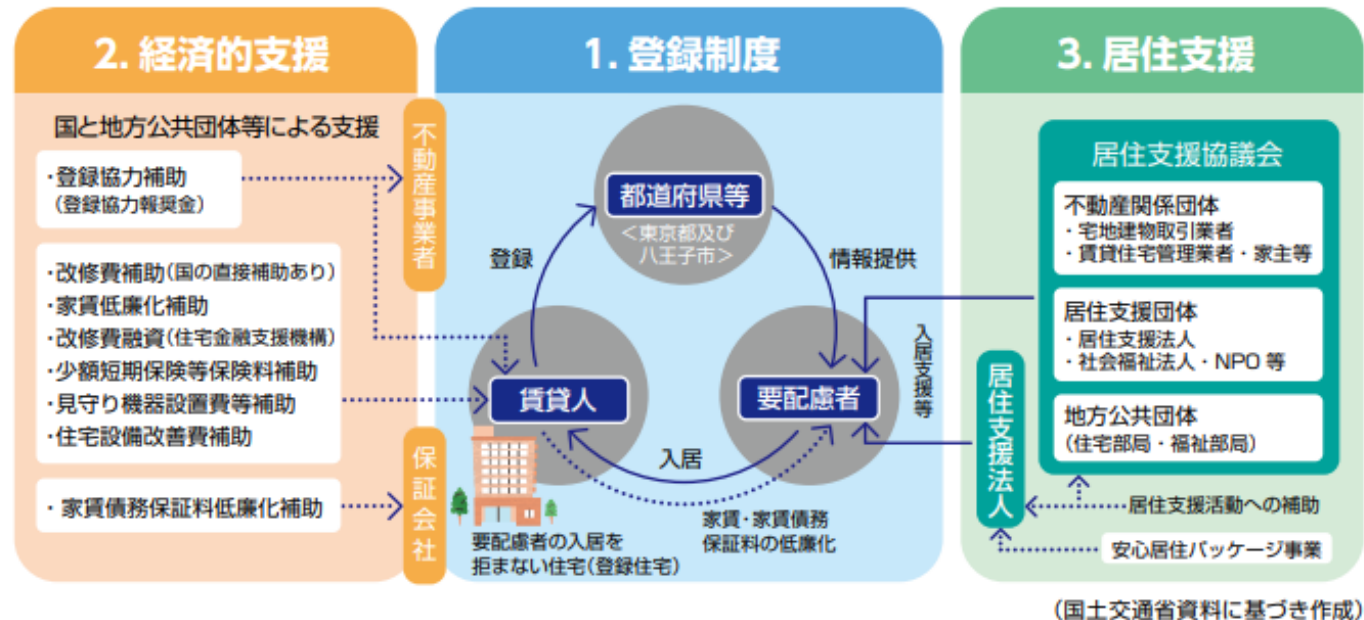 2. 経済的支援
国と地方公共団体等による支援
・登録協力補助
（登録協力報奨金）
・改修費補助（国の直接補助あり）
・家賃低廉化補助
・改修費融資（住宅金融支援機構）
・少額短期保険等保険料補助
・見守り機器設置費等補助
・住宅設備改善費補助
・家賃債務保証料低廉化補助
不動産事業者
保証会社
1. 登録制度
都道府県等
＜東京都及び
八王子市＞
登録
情報提供
賃貸人
要配慮者
入居
家賃・家賃債務
保証料の低廉化
要配慮者の入居を
拒まない住宅（登録住宅）
入居支援等
3. 居住支援
居住支援協議会
不動産関係団体
・宅地建物取引業者
・賃貸住宅管理業者・家主等
居住支援団体
・居住支援法人
・社会福祉法人・NPO 等
地方公共団体
（住宅部局・福祉部局）
居住支援法人
居住支援活動への補助
安心居住パッケージ事業
（国土交通省資料に基づき作成）